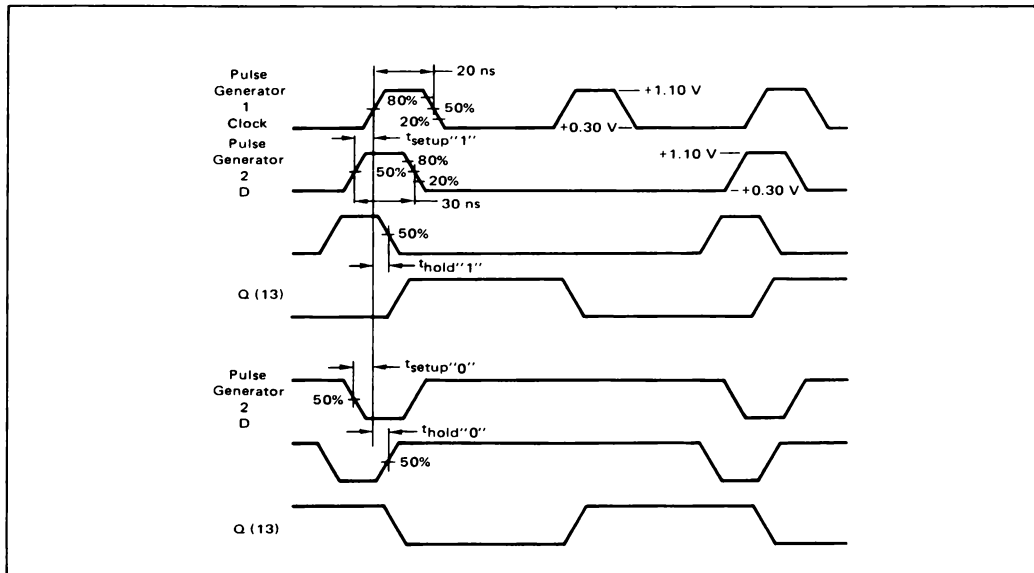 Pulse
Generator
1
Clock
20 ns
80%
50%
20%
+1.10 V
+0.30 V
tsetup"1"
Pulse
Generator
2
D
80%
50%
20%
+1.10 V
+0.30 V
30 ns
50%
thold"1"
Q (13)
tsetup"0"
Pulse
Generator
2
D
50%
thold"0"
50%
Q (13)